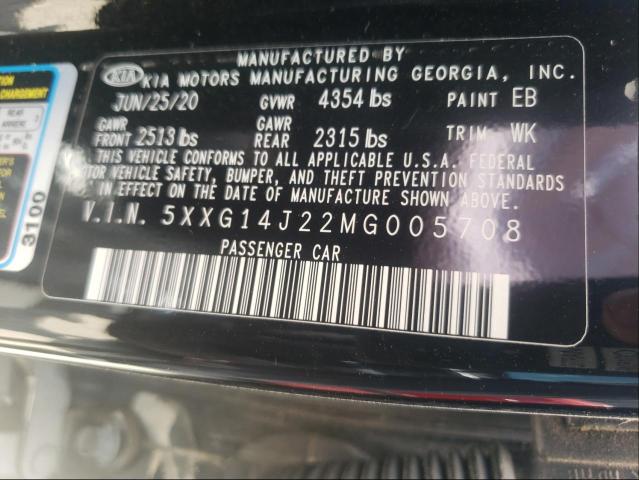 MANUFACTURED BY
KIA KIA MOTORS MANUFACTURING GEORGIA, INC.
JUN/25/20 GVWR 4354 lbs PAINT EB
GAWR FRONT 2513 lbs GAWR REAR 2315 lbs TRIM WK
THIS VEHICLE CONFORMS TO ALL APPLICABLE U.S.A. FEDERAL
MOTOR VEHICLE SAFETY, BUMPER, AND THEFT PREVENTION STANDARDS
IN EFFECT ON THE DATE OF MANUFACTURE SHOWN ABOVE.
V.I.N. 5XXG14J22MG005708
PASSENGER CAR
REAR
3100